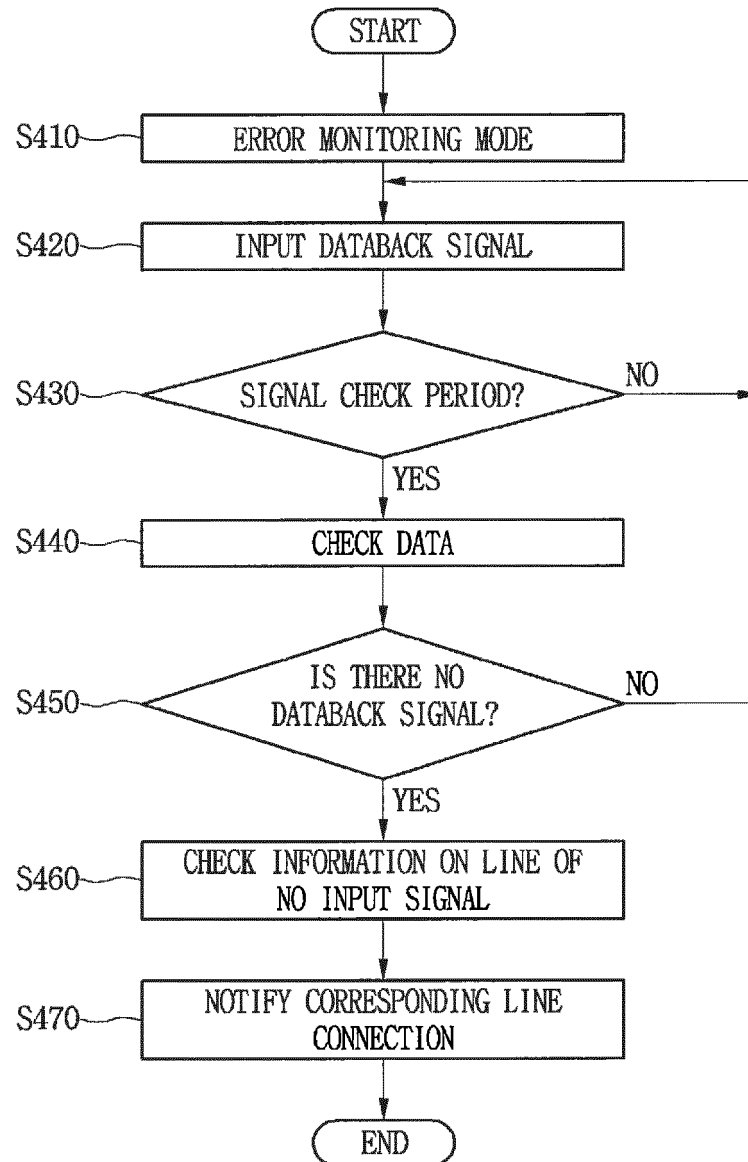 START
S410
ERROR MONITORING MODE
S420
INPUT DATABACK SIGNAL
S430
SIGNAL CHECK PERIOD?
NO
YES
S440
CHECK DATA
S450
IS THERE NO
DATABACK SIGNAL?
NO
YES
S460
CHECK INFORMATION ON LINE OF
NO INPUT SIGNAL
S470
NOTIFY CORRESPONDING LINE
CONNECTION
END